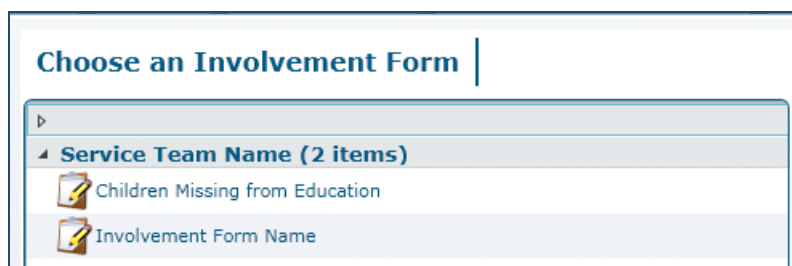 Choose an Involvement Form
Service Team Name (2 items)
Children Missing from Education
Involvement Form Name